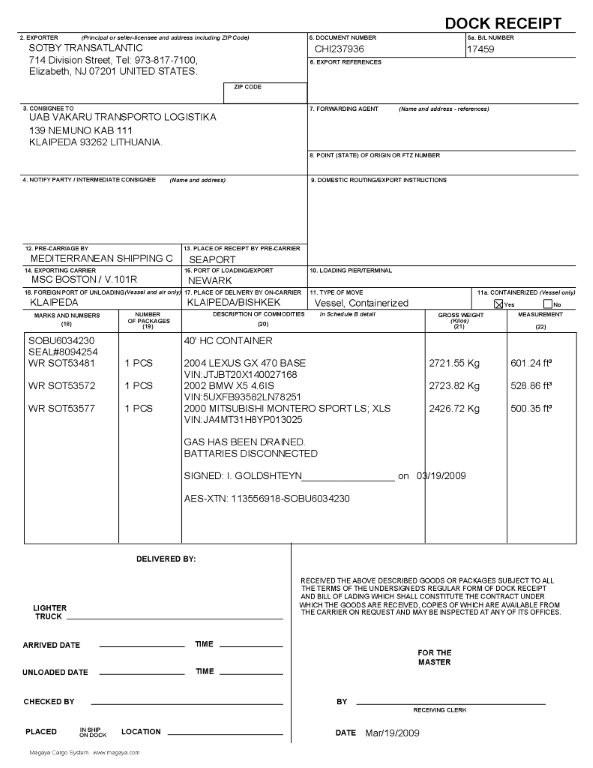 DOCK RECEIPT
2. EXPORTER (Principal or seller-licensee and address including ZIP Code)
SOTBY TRANSATLANTIC
714 Division Street, Tel: 973-817-7100,
Elizabeth, NJ 07201 UNITED STATES.
ZIP CODE
5. DOCUMENT NUMBER
CHI237936
5a. B/L NUMBER
17459
6. EXPORT REFERENCES
3. CONSIGNEE TO
UAB VAKARU TRANSPORTO LOGISTIKA
139 NEMUNO KAB 111
KLAIPEDA 93262 LITHUANIA.
7. FORWARDING AGENT (Name and address - references)
8. POINT (STATE) OF ORIGIN OR FTZ NUMBER
4. NOTIFY PARTY / INTERMEDIATE CONSIGNEE (Name and address)
9. DOMESTIC ROUTING/EXPORT INSTRUCTIONS
12. PRE-CARRIAGE BY
MEDITERRANEAN SHIPPING C
13. PLACE OF RECEIPT BY PRE-CARRIER
SEAPORT
14. EXPORTING CARRIER
MSC BOSTON / V.101R
16. PORT OF LOADING/EXPORT
NEWARK
10. LOADING PIER/TERMINAL
18. FOREIGN PORT OF UNLOADING(Vessel and air only)
KLAIPEDA
17. PLACE OF DELIVERY BY ON-CARRIER
KLAIPEDA/BISHKEK
11. TYPE OF MOVE
Vessel, Containerized
11a. CONTAINERIZED (Vessel only)
Yes No
MARKS AND NUMBERS
(18)
NUMBER
OF PACKAGES
(19)
DESCRIPTION OF COMMODITIES in Schedule B detail
(20)
GROSS WEIGHT
(Kilos)
(21)
MEASUREMENT
(22)
SOBU6034230 40' HC CONTAINER
SEAL#8094254
WR SOT53481 1 PCS 2004 LEXUS GX 470 BASE 2721.55 Kg 601.24 ft³
VIN:JTJBT20X140027168
WR SOT53572 1 PCS 2002 BMW X5 4.6IS 2723.82 Kg 528.86 ft³
VIN:5UXFB93582LN78251
WR SOT53577 1 PCS 2000 MITSUBISHI MONTERO SPORT LS; XLS 2426.72 Kg 500.35 ft³
VIN:JA4MT31H8YP013025
GAS HAS BEEN DRAINED.
BATTARIES DISCONNECTED
SIGNED: I. GOLDSHTEYN on 03/19/2009
AES-XTN: 113556918-SOBU6034230
DELIVERED BY:
LIGHTER
TRUCK
ARRIVED DATE TIME
UNLOADED DATE TIME
CHECKED BY
PLACED IN SHIP
ON DOCK LOCATION
RECEIVED THE ABOVE DESCRIBED GOODS OR PACKAGES SUBJECT TO ALL
THE TERMS OF THE UNDERSIGNED'S REGULAR FORM OF DOCK RECEIPT
AND BILL OF LADING WHICH SHALL CONSTITUTE THE CONTRACT UNDER
WHICH THE GOODS ARE RECEIVED, COPIES OF WHICH ARE AVAILABLE FROM
THE CARRIER ON REQUEST AND MAY BE INSPECTED AT ANY OF ITS OFFICES.
FOR THE
MASTER
BY
RECEIVING CLERK
DATE Mar/19/2009
Magaya Cargo System www.magaya.com